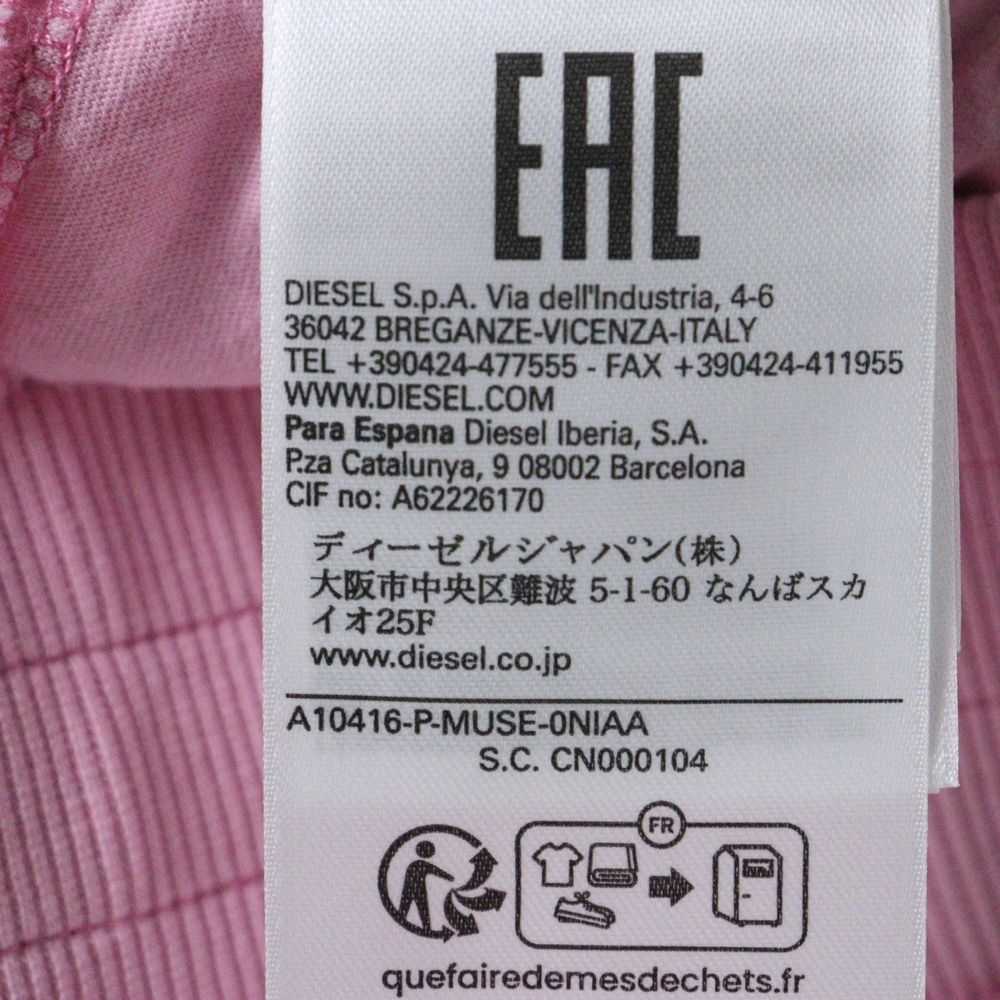 EAC
DIESEL S.p.A. Via dell'Industria, 4-6
36042 BREGANZE-VICENZA-ITALY
TEL +390424-477555 - FAX +390424-411955
WWW.DIESEL.COM
Para Espana Diesel Iberia, S.A.
P.za Catalunya, 9 08002 Barcelona
CIF no: A62226170
ディーゼルジャパン(株)
大阪市中央区難波 5-1-60 なんばスカ
イオ25F
www.diesel.co.jp
A10416-P-MUSE-0NIAA
S.C. CN000104
FR
quefairedemesdechets.fr